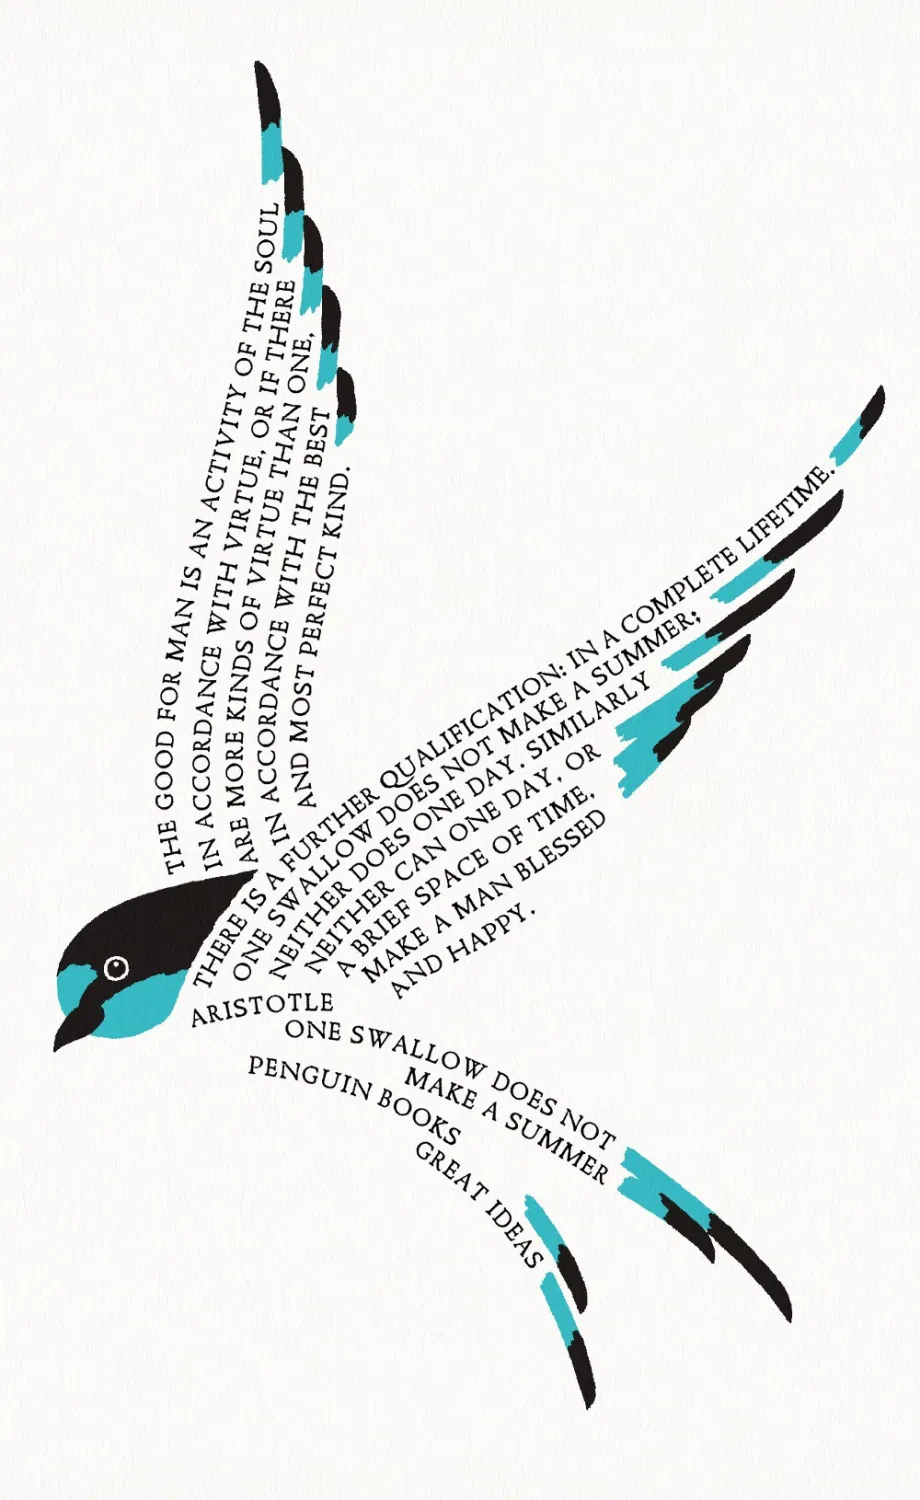 THE GOOD FOR MAN IS AN ACTIVITY OF THE SOUL
IN ACCORDANCE WITH VIRTUE, OR IF THERE
ARE MORE KINDS OF VIRTUE THAN ONE,
IN ACCORDANCE WITH THE BEST
AND MOST PERFECT KIND.
THERE IS A FURTHER QUALIFICATION: IN A COMPLETE LIFETIME.
ONE SWALLOW DOES NOT MAKE A SUMMER;
NEITHER DOES ONE DAY. SIMILARLY
NEITHER CAN ONE DAY, OR
A BRIEF SPACE OF TIME,
MAKE A MAN BLESSED
AND HAPPY.
ARISTOTLE
ONE SWALLOW DOES NOT
MAKE A SUMMER
PENGUIN BOOKS
GREAT IDEAS